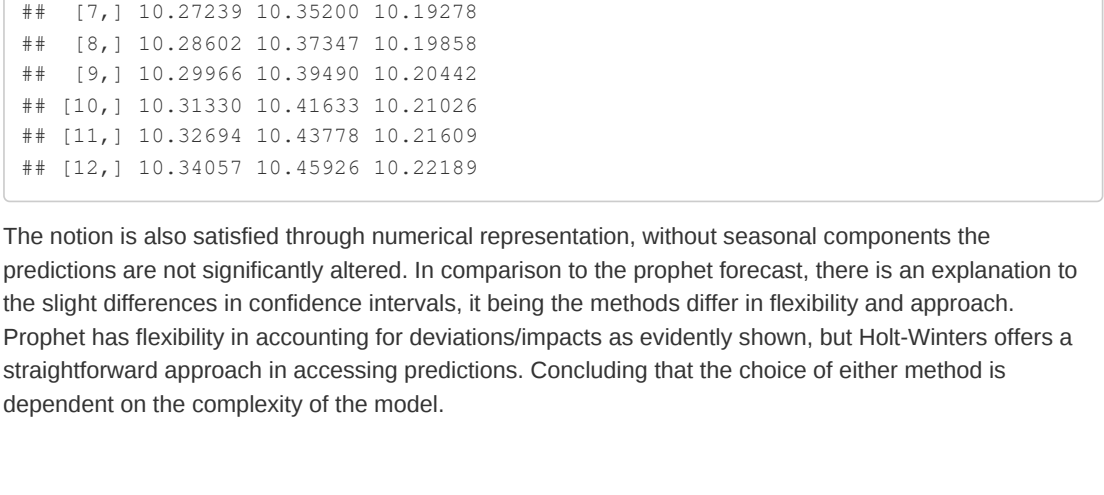 ##  [7,] 10.27239 10.35200 10.19278
##  [8,] 10.28602 10.37347 10.19858
##  [9,] 10.29966 10.39490 10.20442
## [10,] 10.31330 10.41633 10.21026
## [11,] 10.32694 10.43778 10.21609
## [12,] 10.34057 10.45926 10.22189
The notion is also satisfied through numerical representation, without seasonal components the
predictions are not significantly altered. In comparison to the prophet forecast, there is an explanation to
the slight differences in confidence intervals, it being the methods differ in flexibility and approach.
Prophet has flexibility in accounting for deviations/impacts as evidently shown, but Holt-Winters offers a
straightforward approach in accessing predictions. Concluding that the choice of either method is
dependent on the complexity of the model.